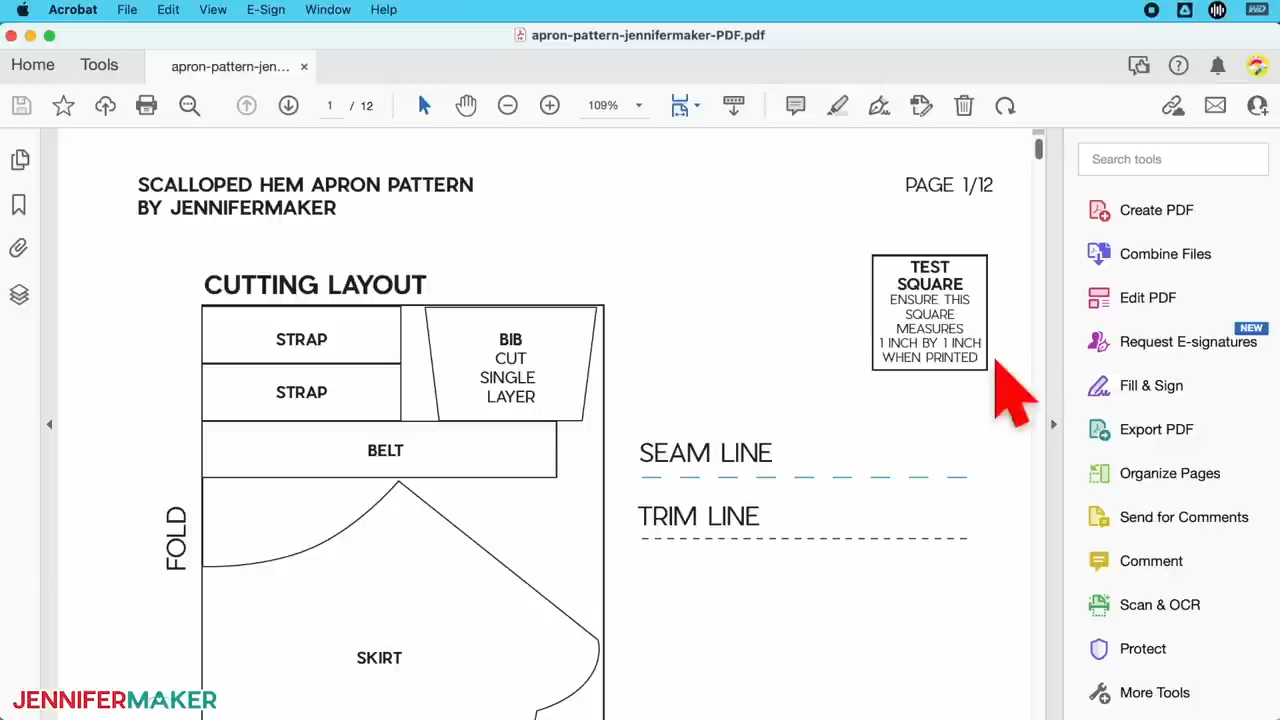 Acrobat File Edit View E-Sign Window Help
apron-pattern-jennifermaker-PDF.pdf
Home Tools apron-pattern-jen... ×
1 / 12 109%
Search tools
SCALLOPED HEM APRON PATTERN
BY JENNIFERMAKER
PAGE 1/12
CUTTING LAYOUT
STRAP
STRAP
BIB
CUT
SINGLE
LAYER
BELT
FOLD
SKIRT
TEST
SQUARE
ENSURE THIS
SQUARE
MEASURES
1 INCH BY 1 INCH
WHEN PRINTED
SEAM LINE
TRIM LINE
Create PDF
Combine Files
Edit PDF
NEW
Request E-signatures
Fill & Sign
Export PDF
Organize Pages
Send for Comments
Comment
Scan & OCR
Protect
More Tools
JENNIFERMAKER